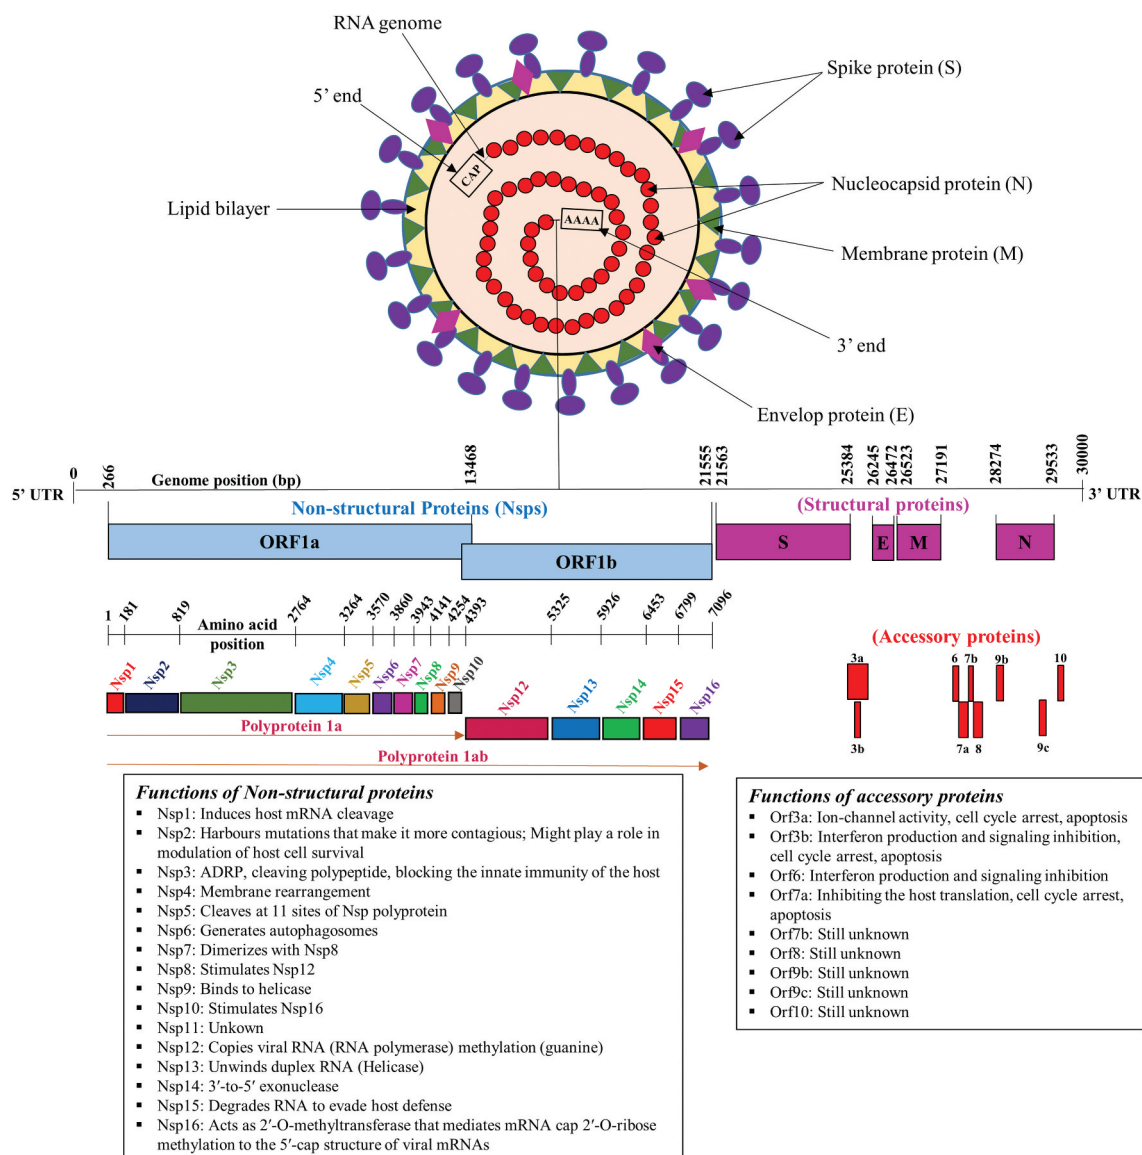 RNA genome
Spike protein (S)
5’ end
CAP
Nucleocapsid protein (N)
Lipid bilayer
AAAA
Membrane protein (M)
3’ end
Envelop protein (E)
0
266
13468
21555
21563
25384
26245
26472
26523
27191
28274
29533
30000
5’ UTR
Genome position (bp)
3’ UTR
Non-structural Proteins (Nsps)
(Structural proteins)
ORF1a
ORF1b
S
E
M
N
1
181
819
2764
3264
3570
3860
3943
4141
4254
4393
5325
5926
6453
6799
7096
Amino acid
position
(Accessory proteins)
Nsp1
Nsp2
Nsp3
Nsp4
Nsp5
Nsp6
Nsp7
Nsp8
Nsp9
Nsp10
Nsp12
Nsp13
Nsp14
Nsp15
Nsp16
3a
6
7b
9b
10
3b
7a
8
9c
Polyprotein 1a
Polyprotein 1ab
Functions of Non-structural proteins
▪ Nsp1: Induces host mRNA cleavage
▪ Nsp2: Harbours mutations that make it more contagious; Might play a role in
modulation of host cell survival
▪ Nsp3: ADRP, cleaving polypeptide, blocking the innate immunity of the host
▪ Nsp4: Membrane rearrangement
▪ Nsp5: Cleaves at 11 sites of Nsp polyprotein
▪ Nsp6: Generates autophagosomes
▪ Nsp7: Dimerizes with Nsp8
▪ Nsp8: Stimulates Nsp12
▪ Nsp9: Binds to helicase
▪ Nsp10: Stimulates Nsp16
▪ Nsp11: Unkown
▪ Nsp12: Copies viral RNA (RNA polymerase) methylation (guanine)
▪ Nsp13: Unwinds duplex RNA (Helicase)
▪ Nsp14: 3′-to-5′ exonuclease
▪ Nsp15: Degrades RNA to evade host defense
▪ Nsp16: Acts as 2′-O-methyltransferase that mediates mRNA cap 2′-O-ribose
methylation to the 5′-cap structure of viral mRNAs
Functions of accessory proteins
▪ Orf3a: Ion-channel activity, cell cycle arrest, apoptosis
▪ Orf3b: Interferon production and signaling inhibition,
cell cycle arrest, apoptosis
▪ Orf6: Interferon production and signaling inhibition
▪ Orf7a: Inhibiting the host translation, cell cycle arrest,
apoptosis
▪ Orf7b: Still unknown
▪ Orf8: Still unknown
▪ Orf9b: Still unknown
▪ Orf9c: Still unknown
▪ Orf10: Still unknown